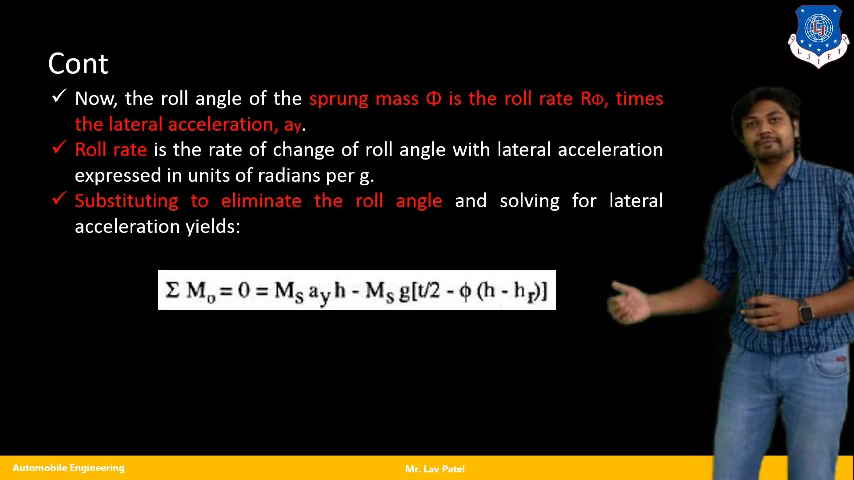 Cont
✓ Now, the roll angle of the sprung mass Φ is the roll rate RΦ, times
the lateral acceleration, ay.
✓ Roll rate is the rate of change of roll angle with lateral acceleration
expressed in units of radians per g.
✓ Substituting to eliminate the roll angle and solving for lateral
acceleration yields:
Σ Mo = 0 = MS ay h - MS g[t/2 - ϕ (h - hr)]
Automobile Engineering
Mr. Lav Patel